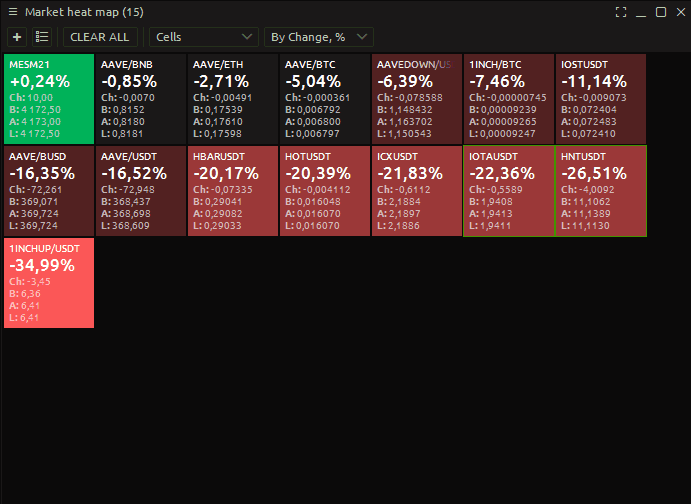 Market heat map (15)
CLEAR ALL
Cells
By Change, %
MESM21
+0,24%
Ch: 10,00
B: 4 172,50
A: 4 173,00
L: 4 172,50
AAVE/BNB
-0,85%
Ch: -0,0070
B: 0,8152
A: 0,8180
L: 0,8181
AAVE/ETH
-2,71%
Ch: -0,00491
B: 0,17539
A: 0,17610
L: 0,17598
AAVE/BTC
-5,04%
Ch: -0,000361
B: 0,006792
A: 0,006800
L: 0,006797
AAVEDOWN/US
-6,39%
Ch: -0,078588
B: 1,148432
A: 1,163702
L: 1,150543
1INCH/BTC
-7,46%
Ch: -0,00000745
B: 0,00009239
A: 0,00009265
L: 0,00009247
IOSTUSDT
-11,14%
Ch: -0,009073
B: 0,072404
A: 0,072483
L: 0,072410
AAVE/BUSD
-16,35%
Ch: -72,261
B: 369,071
A: 369,724
L: 369,724
AAVE/USDT
-16,52%
Ch: -72,948
B: 368,437
A: 368,698
L: 368,609
HBARUSDT
-20,17%
Ch: -0,07335
B: 0,29041
A: 0,29082
L: 0,29033
HOTUSDT
-20,39%
Ch: -0,004112
B: 0,016048
A: 0,016070
L: 0,016070
ICXUSDT
-21,83%
Ch: -0,6112
B: 2,1884
A: 2,1897
L: 2,1886
IOTAUSDT
-22,36%
Ch: -0,5589
B: 1,9408
A: 1,9413
L: 1,9411
HNTUSDT
-26,51%
Ch: -4,0092
B: 11,1062
A: 11,1389
L: 11,1130
1INCHUP/USDT
-34,99%
Ch: -3,45
B: 6,36
A: 6,41
L: 6,41